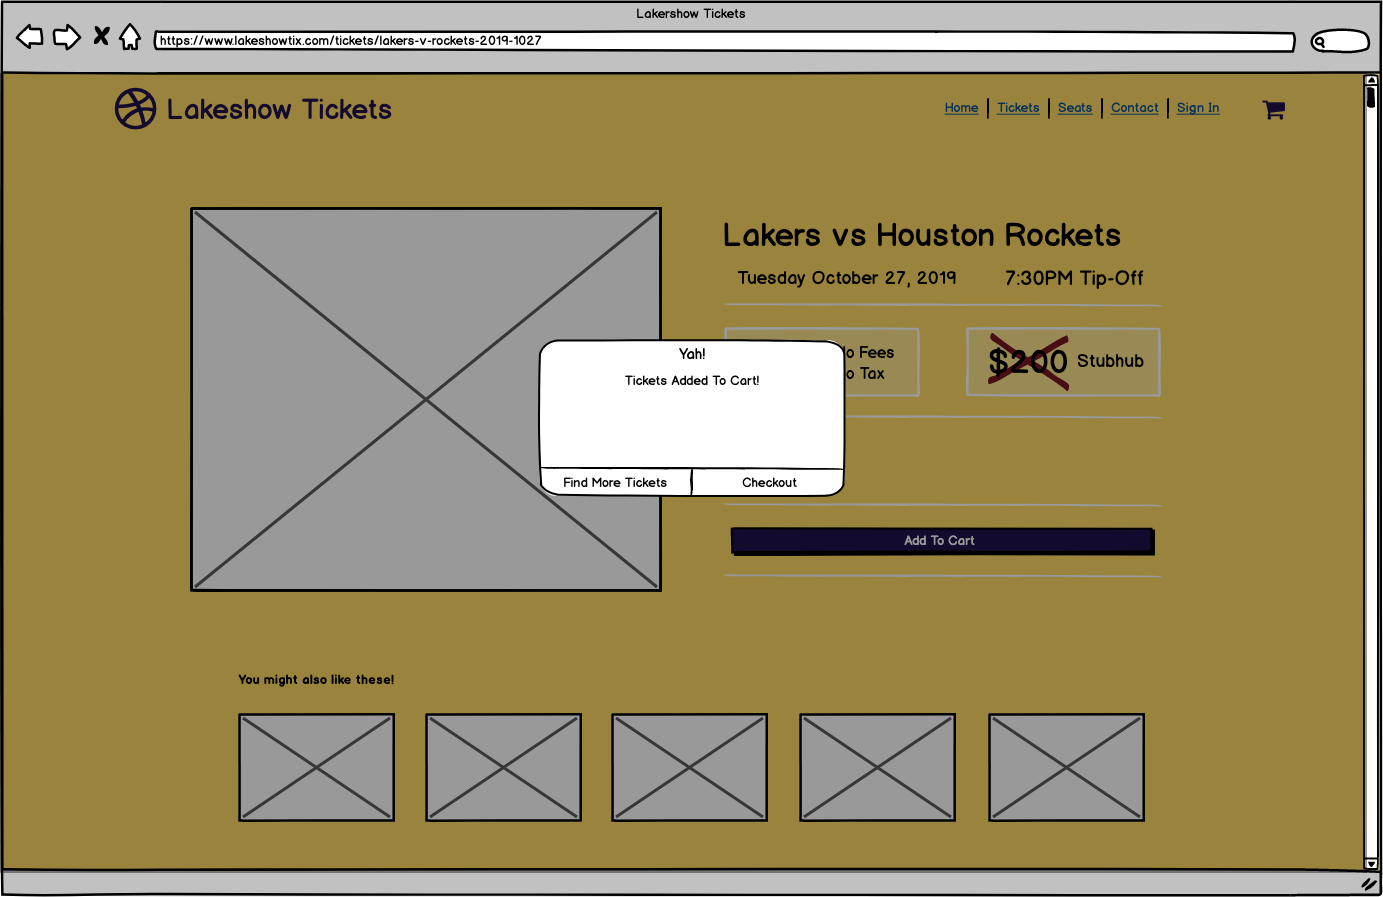 Lakershow Tickets
https://www.lakeshowtix.com/tickets/lakers-v-rockets-2019-1027
Lakeshow Tickets
Home Tickets Seats Contact Sign In
Lakers vs Houston Rockets
Tuesday October 27, 2019 7:30PM Tip-Off
Fees
Tax
$200 Stubhub
Yah!
Tickets Added To Cart!
Find More Tickets Checkout
Add To Cart
You might also like these!